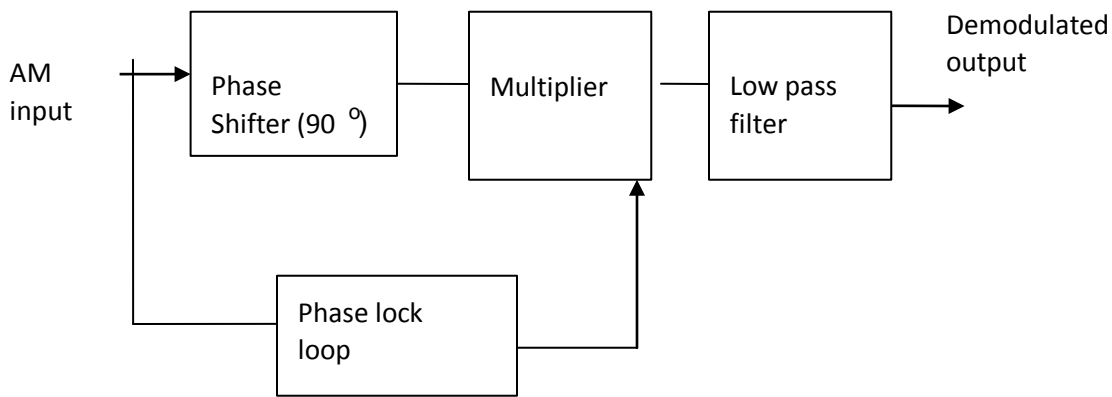 AM
input
Phase
Shifter (90 o)
Multiplier
Low pass
filter
Demodulated
output
Phase lock
loop